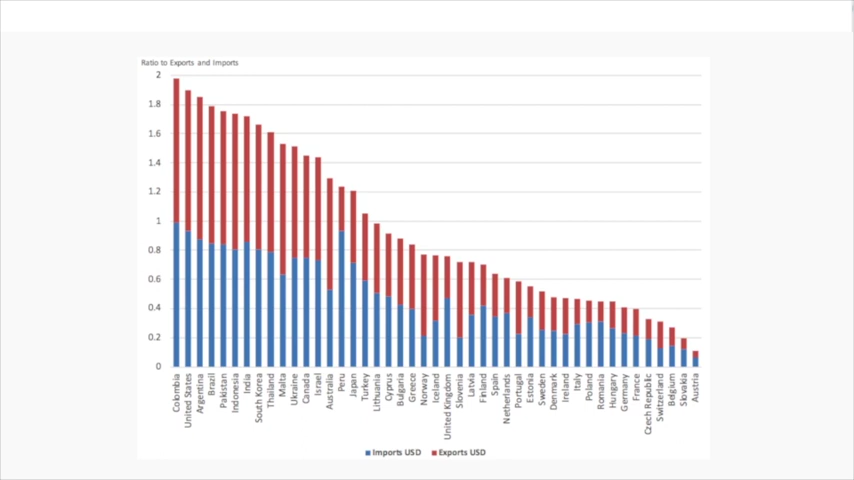 Ratio to Exports and Imports
2
1.8
1.6
1.4
1.2
1
0.8
0.6
0.4
0.2
0
Colombia
United States
Argentina
Brazil
Pakistan
Indonesia
India
South Korea
Thailand
Malta
Ukraine
Canada
Israel
Australia
Peru
Japan
Turkey
Lithuania
Cyprus
Bulgaria
Greece
Norway
Iceland
United Kingdom
Slovenia
Latvia
Finland
Spain
Netherlands
Portugal
Estonia
Sweden
Denmark
Ireland
Italy
Poland
Romania
Hungary
Germany
France
Czech Republic
Switzerland
Belgium
Slovakia
Austria
Imports USD Exports USD